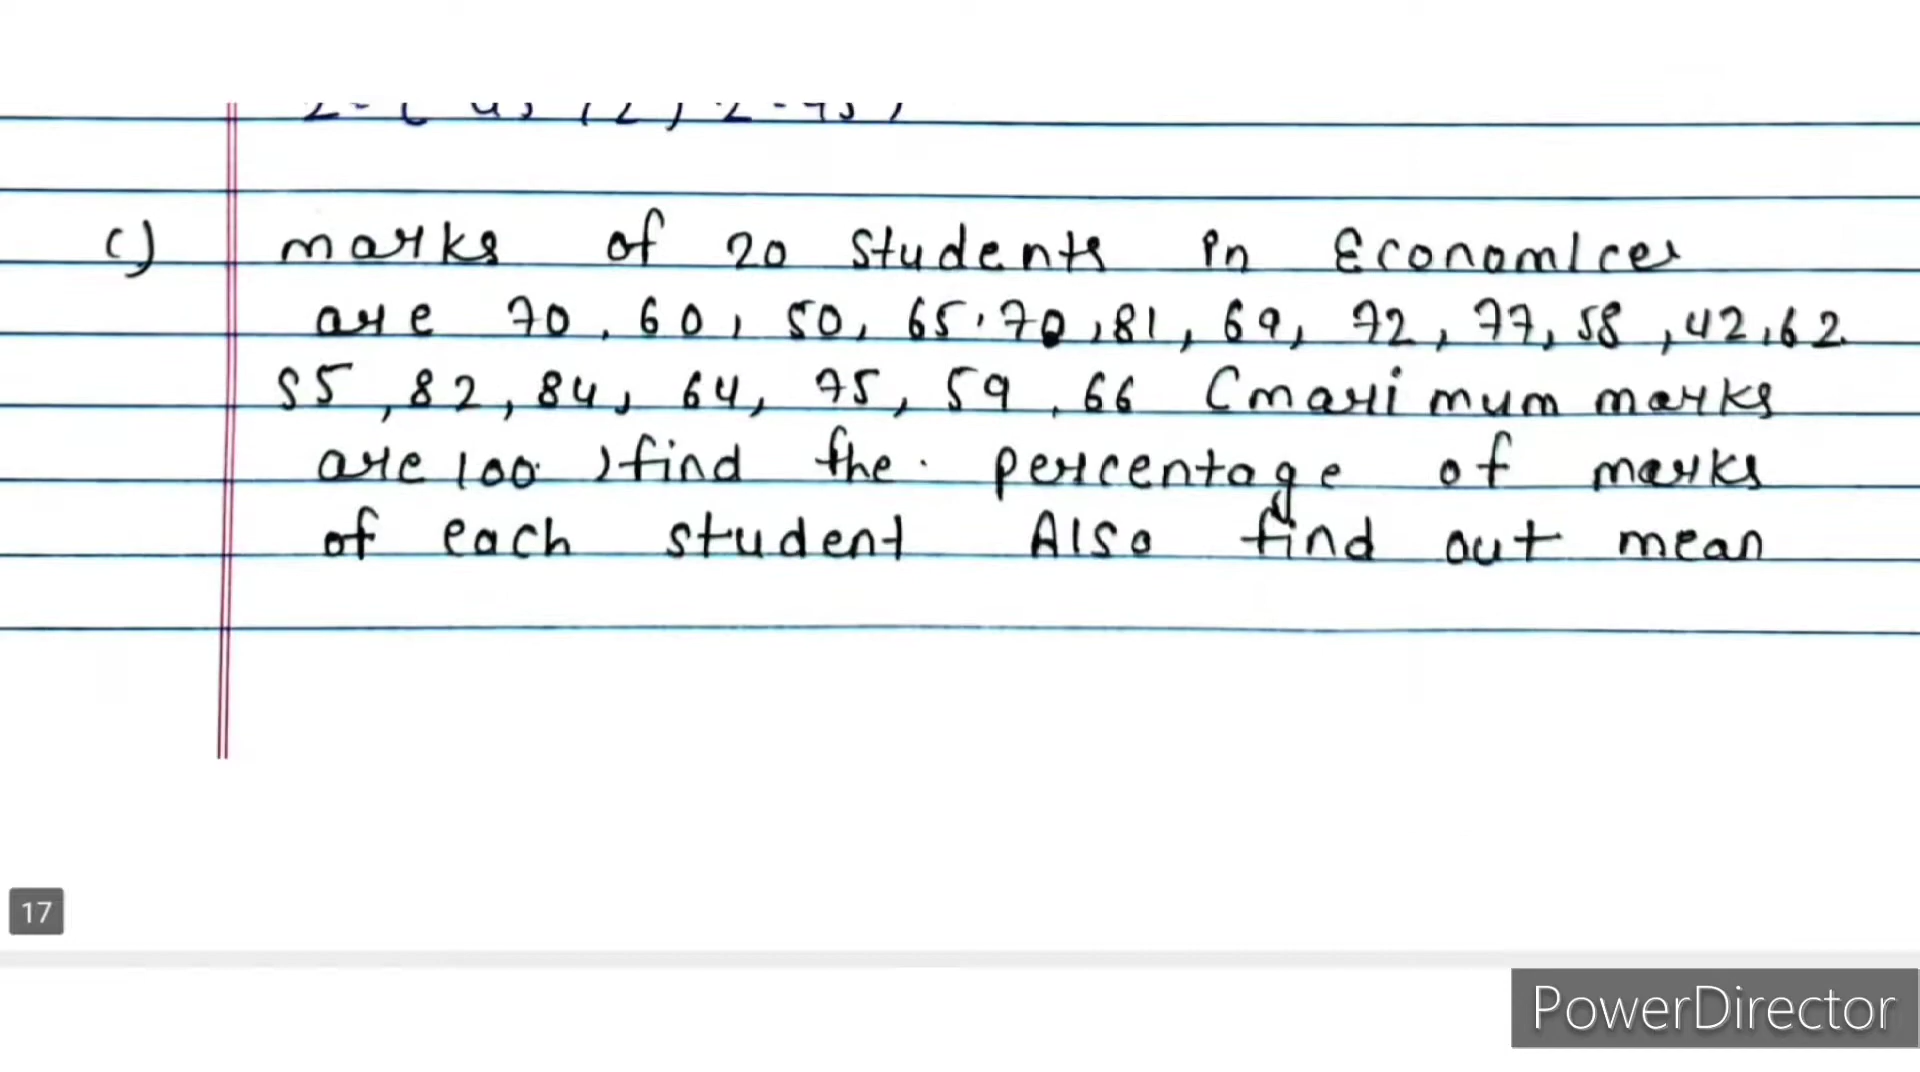 c) marks of 20 students in Economices
are 70, 60, 50, 65, 70, 81, 69, 72, 77, 58, 42, 62
55, 82, 84, 64, 75, 59, 66 (maximum marks
are 100.) find the percentage of marks
of each student Also find out mean
17
PowerDirector